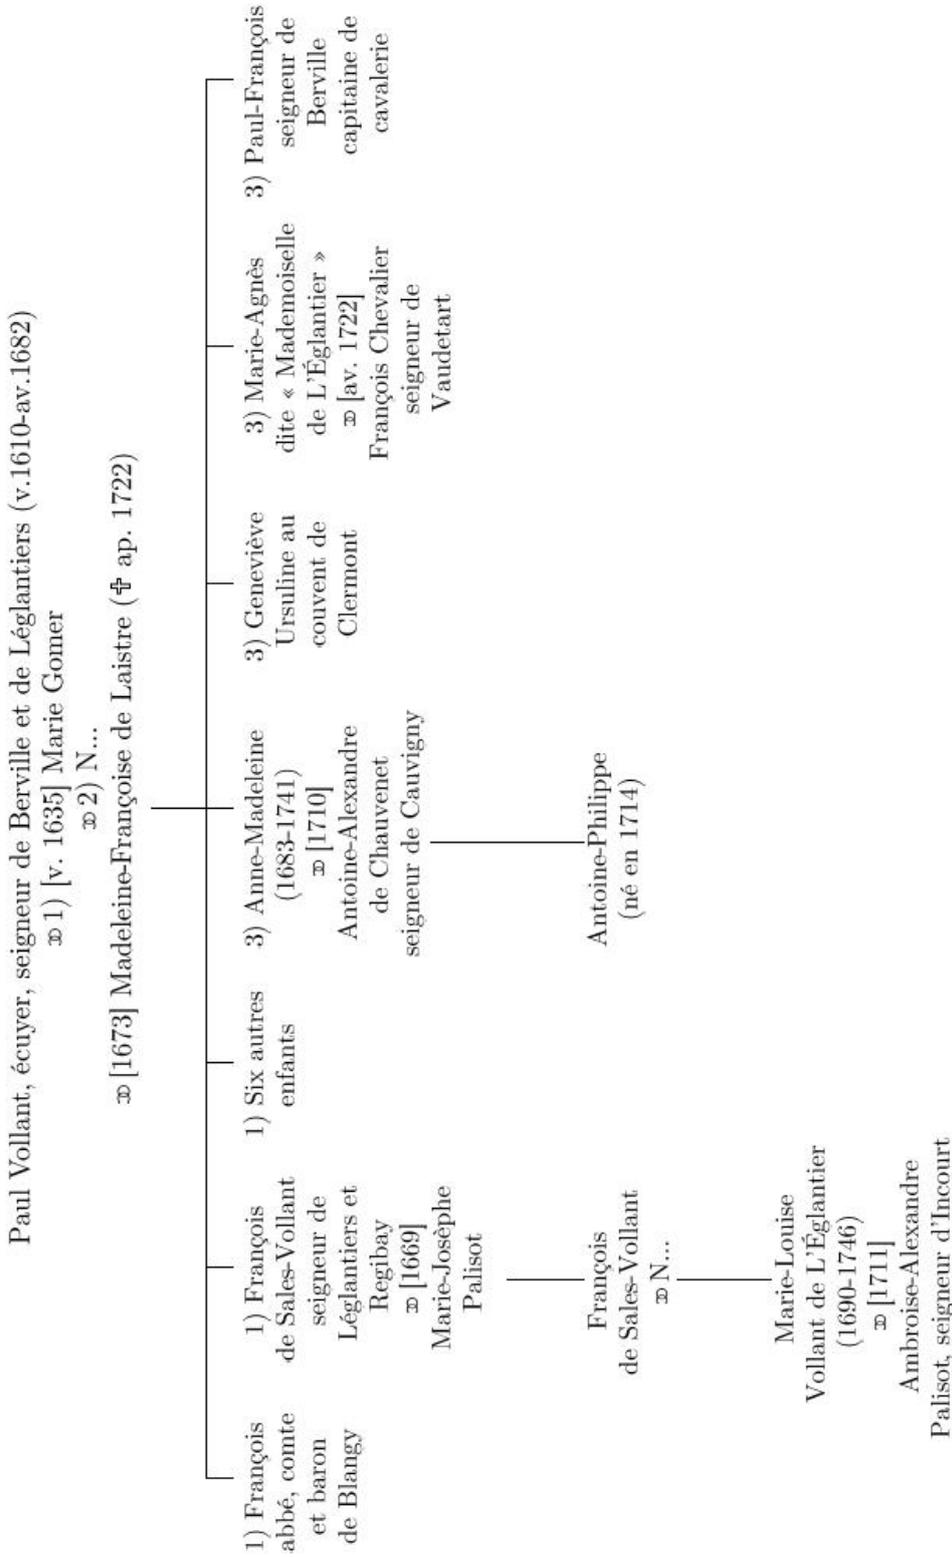 Paul Vollant, écuyer, seigneur de Berville et de Léglantiers (v.1610-av.1682)
⚭ 1) [v. 1635] Marie Gomer
⚭ 2) N...
⚭ [1673] Madeleine-Françoise de Laistre (✞ ap. 1722)
1) François
abbé, comte
et baron
de Blangy
1) François
de Sales-Vollant
seigneur de
Léglantiers et
Regibay
⚭ [1669]
Marie-Josèphe
Palisot
François
de Sales-Vollant
⚭ N...
Marie-Louise
Vollant de L'Églantier
(1690-1746)
⚭ [1711]
Ambroise-Alexandre
Palisot, seigneur d'Incourt
1) Six autres
enfants
3) Anne-Madeleine
(1683-1741)
⚭ [1710]
Antoine-Alexandre
de Chauvenet
seigneur de Cauvigny
Antoine-Philippe
(né en 1714)
3) Geneviève
Ursuline au
couvent de
Clermont
3) Marie-Agnès
dite « Mademoiselle
de L'Églantier »
⚭ [av. 1722]
François Chevalier
seigneur de
Vaudetart
3) Paul-François
seigneur de
Berville
capitaine de
cavalerie